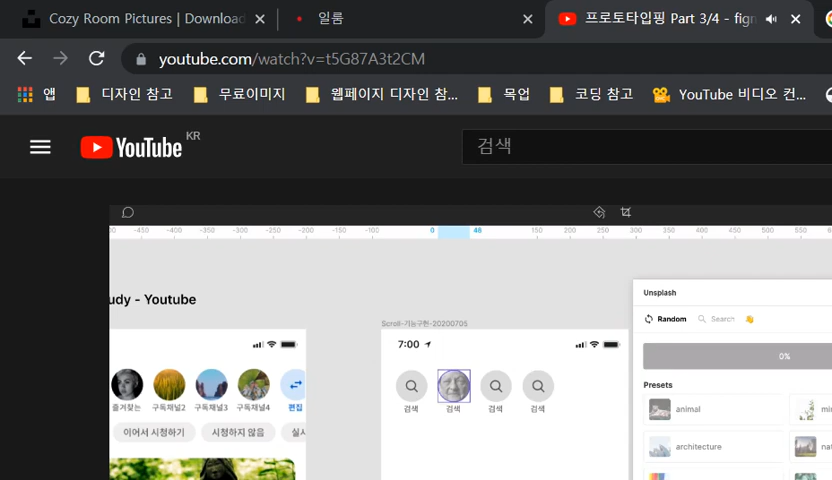 Cozy Room Pictures | Download
일룸
프로토타입핑 Part 3/4 - figm
youtube.com/watch?v=t5G87A3t2CM
앱
디자인 참고
무료이미지
웹페이지 디자인 참...
목업
코딩 참고
YouTube 비디오 컨...
YouTube KR
검색
-450 -400 -350 -300 -250 -200 -150 -100 0 48 150 200 250 300 350 400 450 500 550
udy - Youtube
Scroll-기능구현-20200705
7:00
즐겨찾는 구독채널2 구독채널3 구독채널4 편집
이어서 시청하기 시청하지 않음 실시
검색 검색 검색 검색
Unsplash
Random Search
0%
Presets
animal
architecture